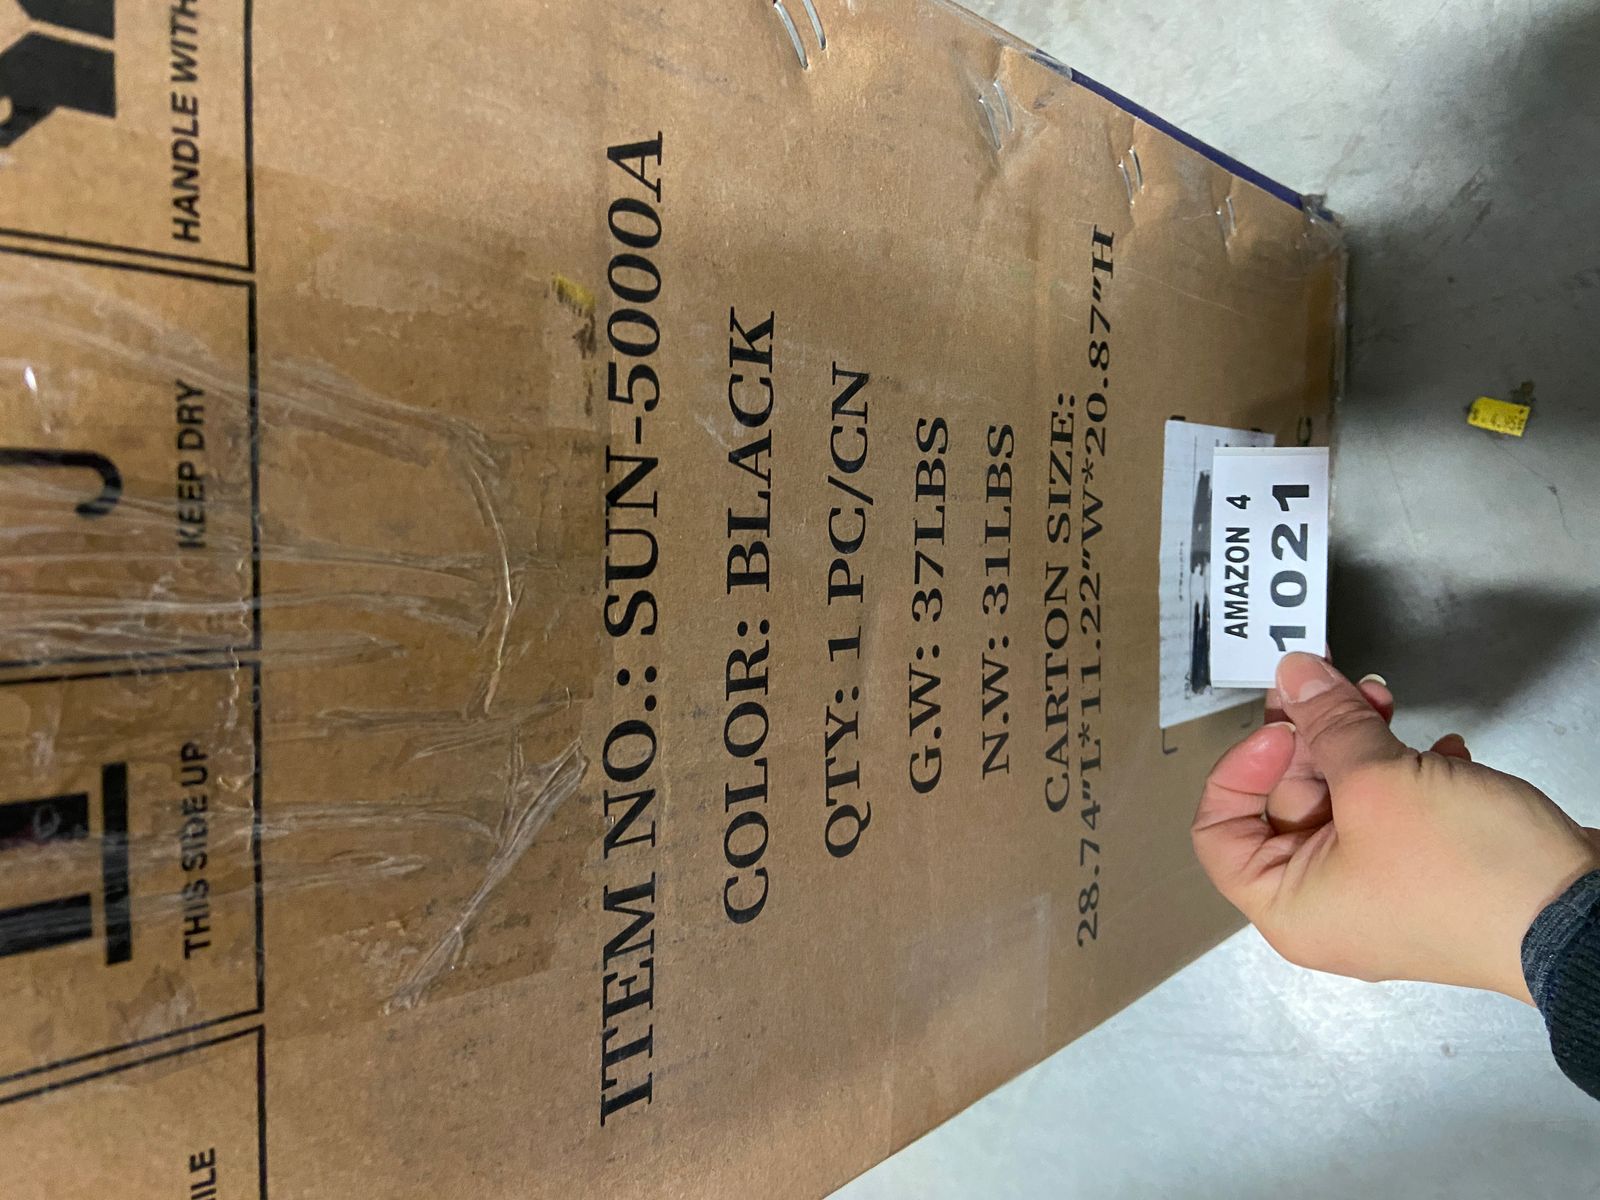 HANDLE WITH
KEEP DRY
THIS SIDE UP
ITEM NO.: SUN-5000A
COLOR: BLACK
QTY: 1 PC/CN
G.W: 37LBS
N.W: 31LBS
CARTON SIZE:
28.74"L*11.22"W*20.87"H
AMAZON 4
1021